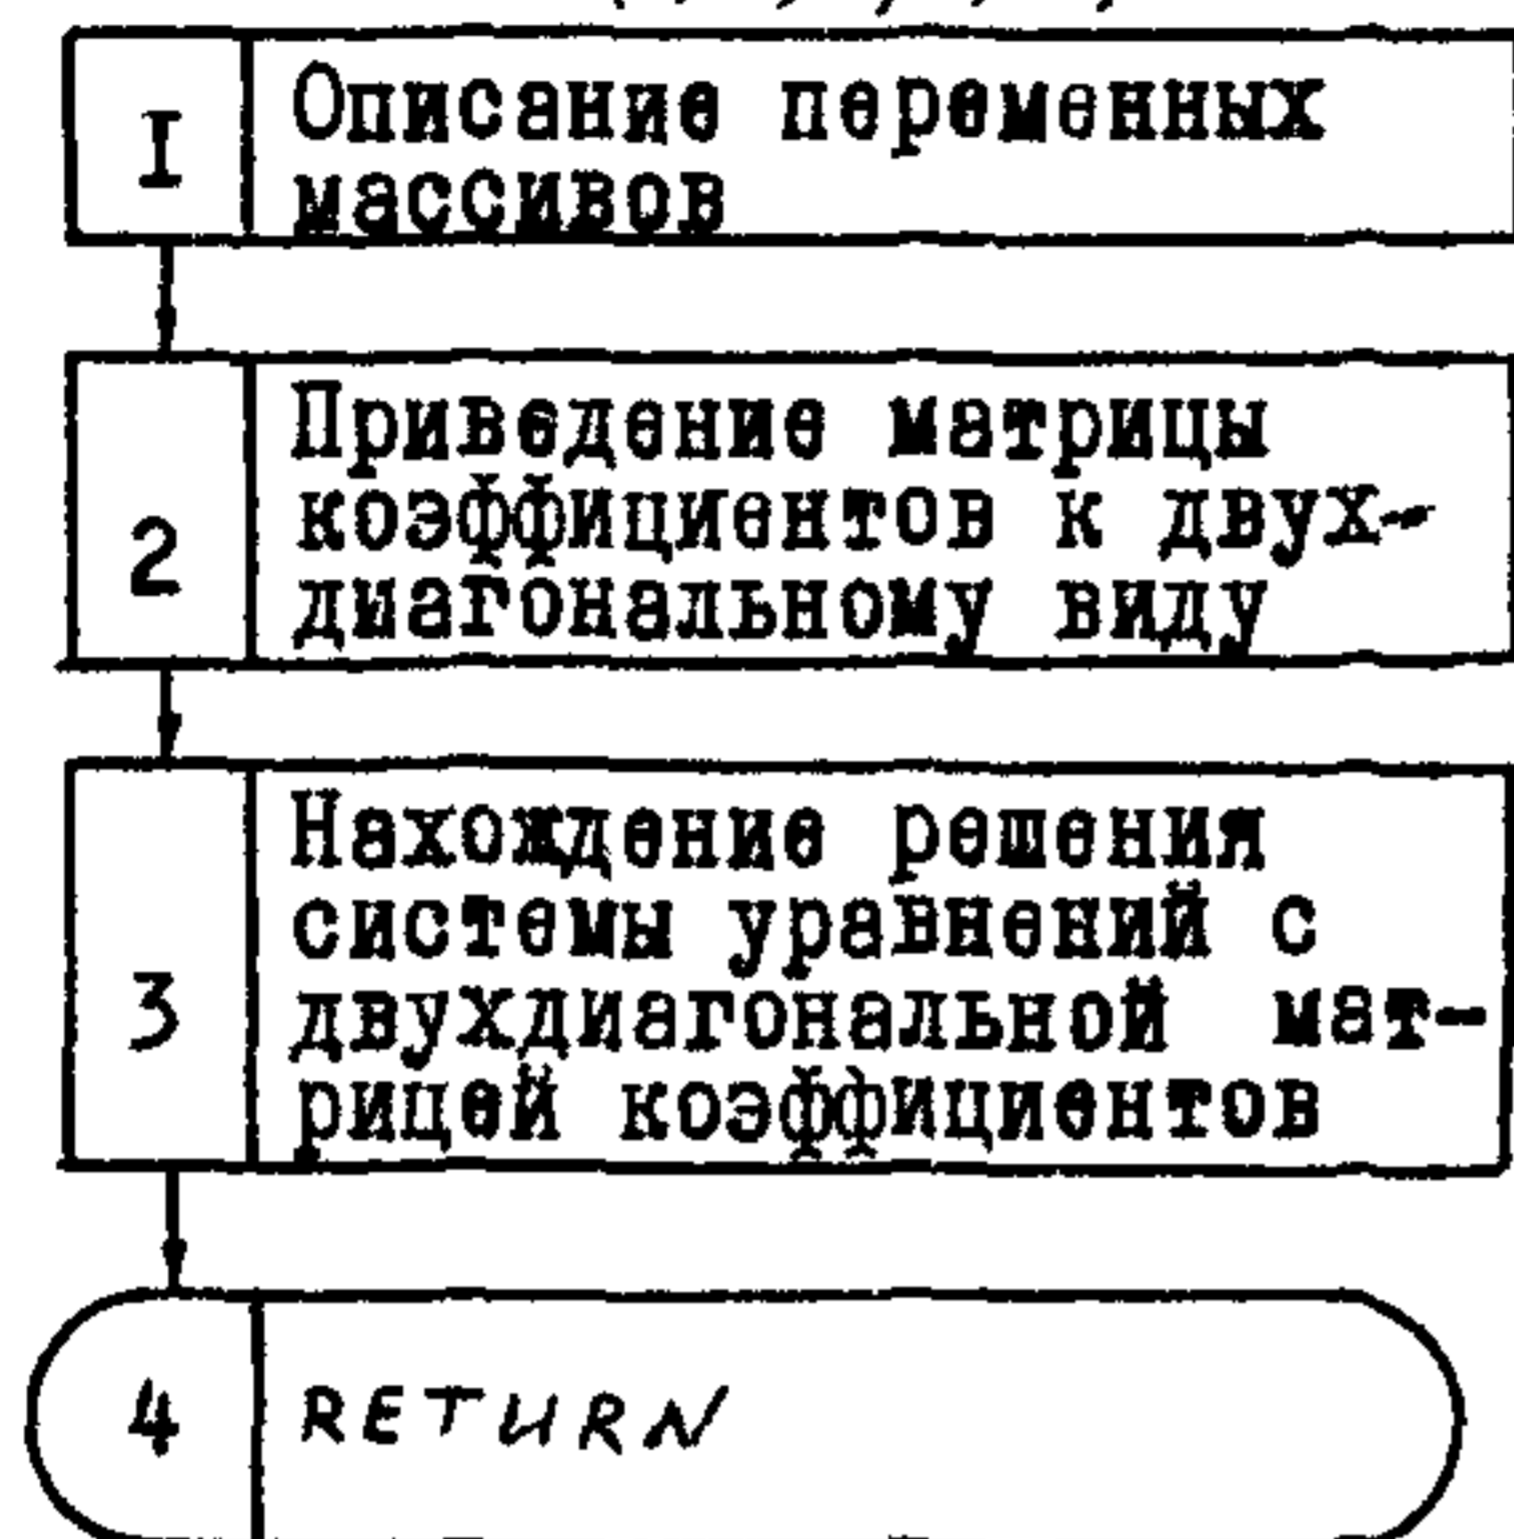 I
Описание переменных
массивов
2
Приведение матрицы
коэффициентов к двух-
диагональному виду
3
Нахождение решения
системы уравнений с
двухдиагональной мат-
рицей коэффициентов
4
RETURN